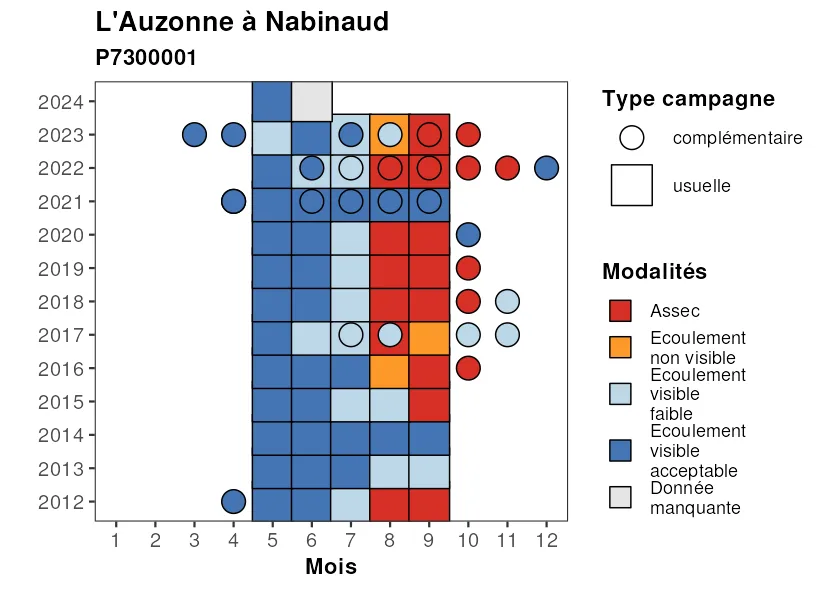 L'Auzonne à Nabinaud
P7300001
2024
2023
2022
2021
2020
2019
2018
2017
2016
2015
2014
2013
2012
1 2 3 4 5 6 7 8 9 10 11 12
Mois
Type campagne
complémentaire
usuelle
Modalités
Assec
Ecoulement
non visible
Ecoulement
visible
faible
Ecoulement
visible
acceptable
Donnée
manquante